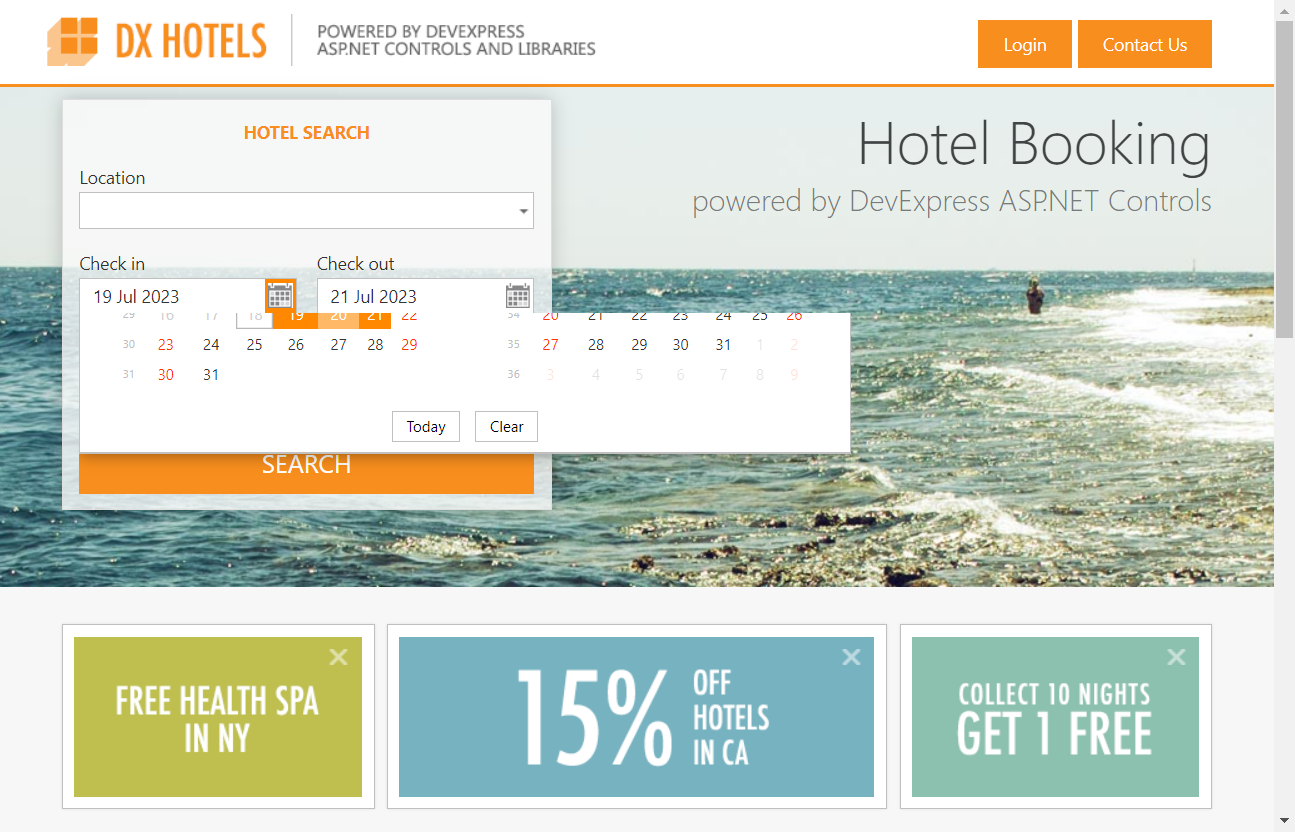 DX HOTELS
POWERED BY DEVEXPRESS
ASP.NET CONTROLS AND LIBRARIES
Login
Contact Us
HOTEL SEARCH
Location
Check in
Check out
19 Jul 2023
21 Jul 2023
Hotel Booking
powered by DevExpress ASP.NET Controls
29 16 17 18 19 20 21 22
34 20 21 22 23 24 25 26
30 23 24 25 26 27 28 29
35 27 28 29 30 31 1 2
31 30 31
36 3 4 5 6 7 8 9
Today
Clear
SEARCH
FREE HEALTH SPA
IN NY
15% OFF
HOTELS
IN CA
COLLECT 10 NIGHTS
GET 1 FREE